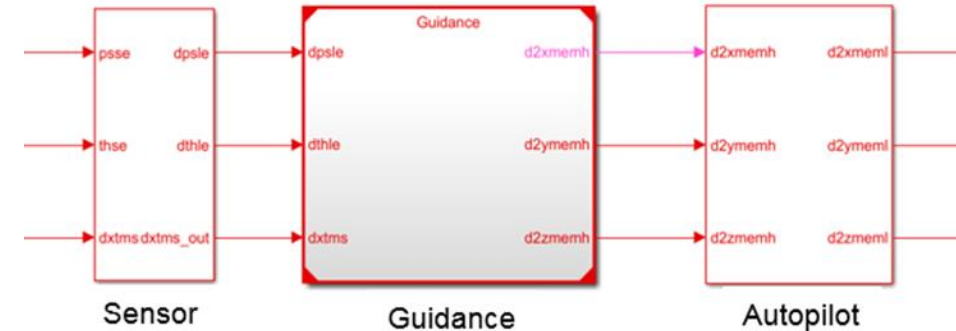 Guidance
psse dpsle dpsle d2xmemh d2xmemh d2xmeml
thse dthle dthle d2ymemh d2ymemh d2ymeml
dxtms dxtms_out dxtms d2zmemh d2zmemh d2zmeml
Sensor Guidance Autopilot